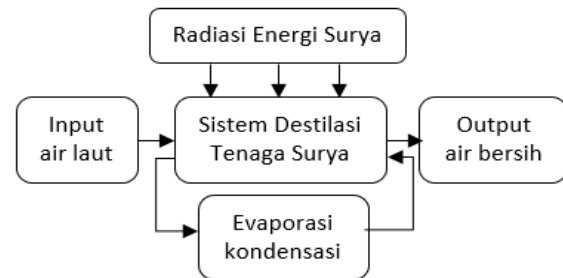 Radiasi Energi Surya
Input
air laut
Sistem Destilasi
Tenaga Surya
Output
air bersih
Evaporasi
kondensasi